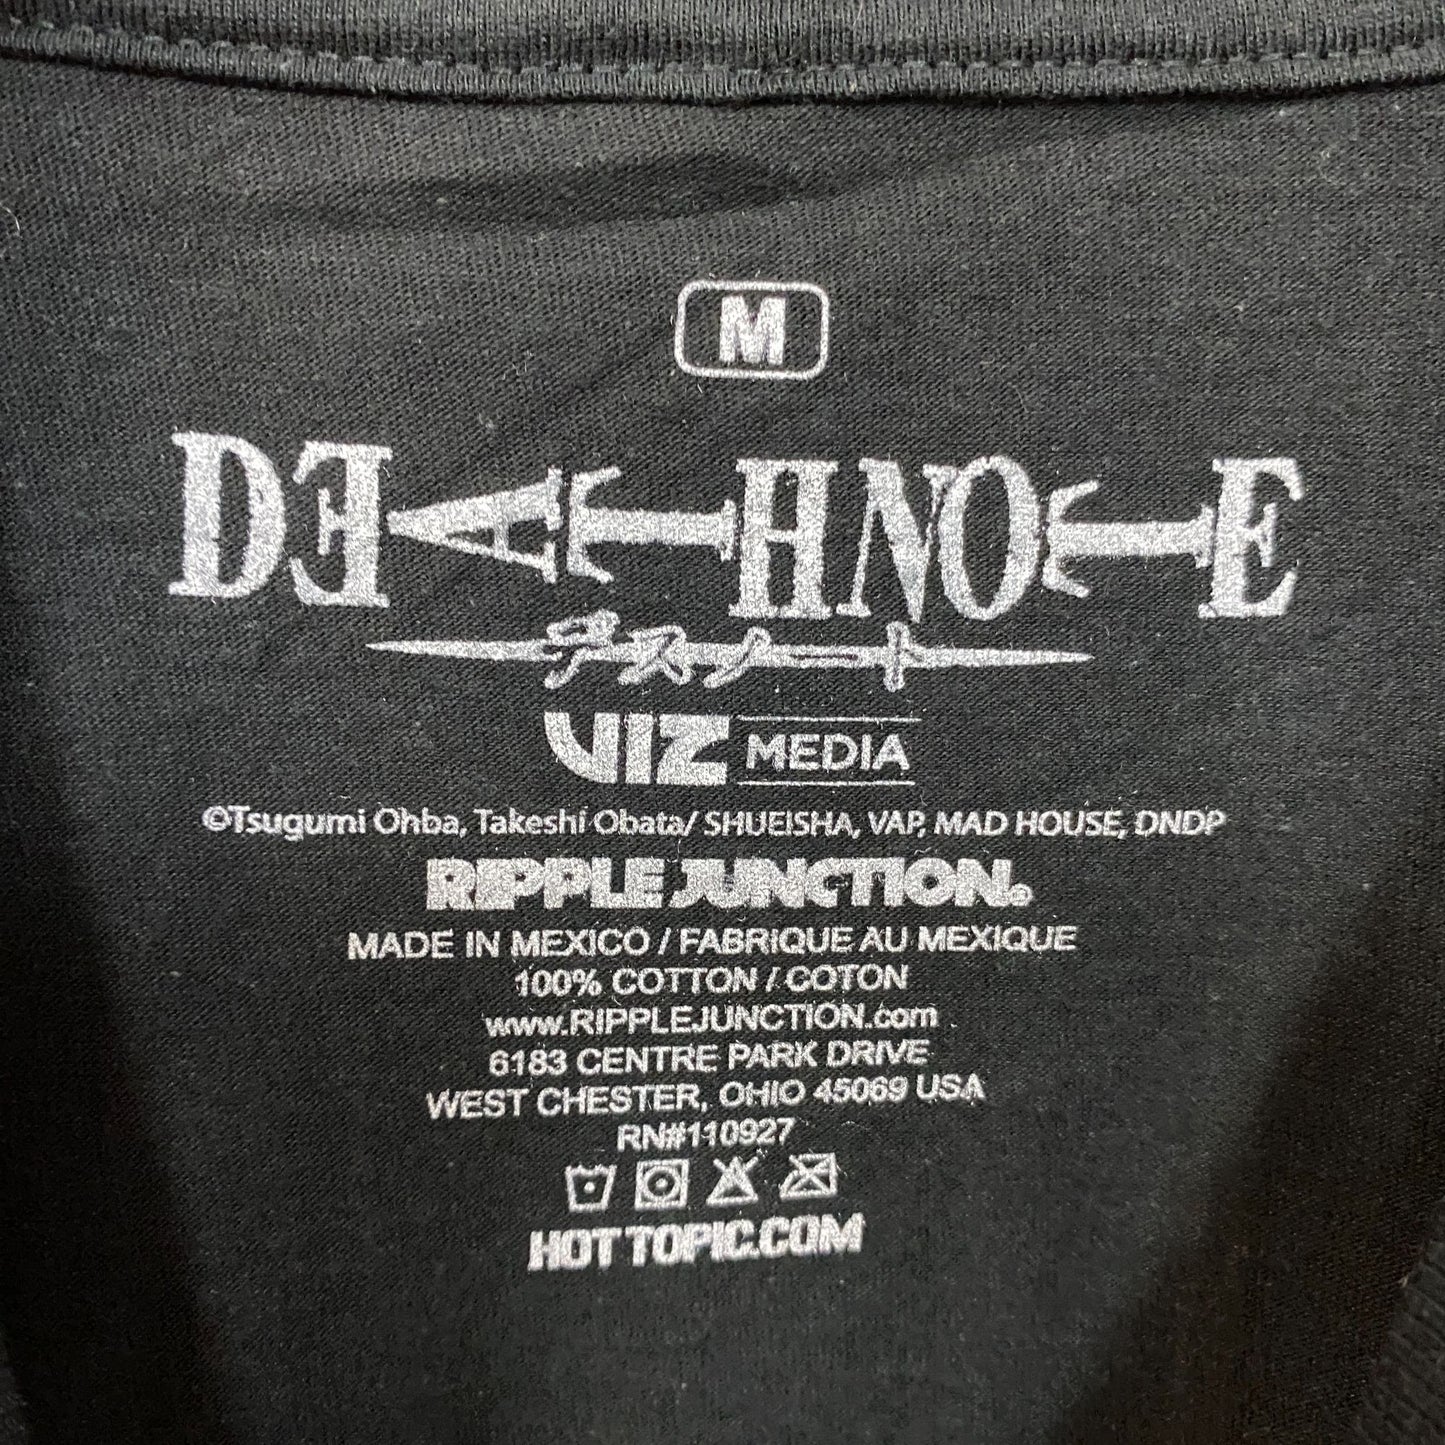 M
DEATH NOTE
デスノート
VIZ MEDIA
©Tsugumi Ohba, Takeshi Obata/ SHUEISHA, VAP, MAD HOUSE, DNDP
RIPPLE JUNCTION®
MADE IN MEXICO / FABRIQUE AU MEXIQUE
100% COTTON / COTON
www.RIPPLEJUNCTION.com
6183 CENTRE PARK DRIVE
WEST CHESTER, OHIO 45069 USA
RN#110927
HOTTOPIC.COM